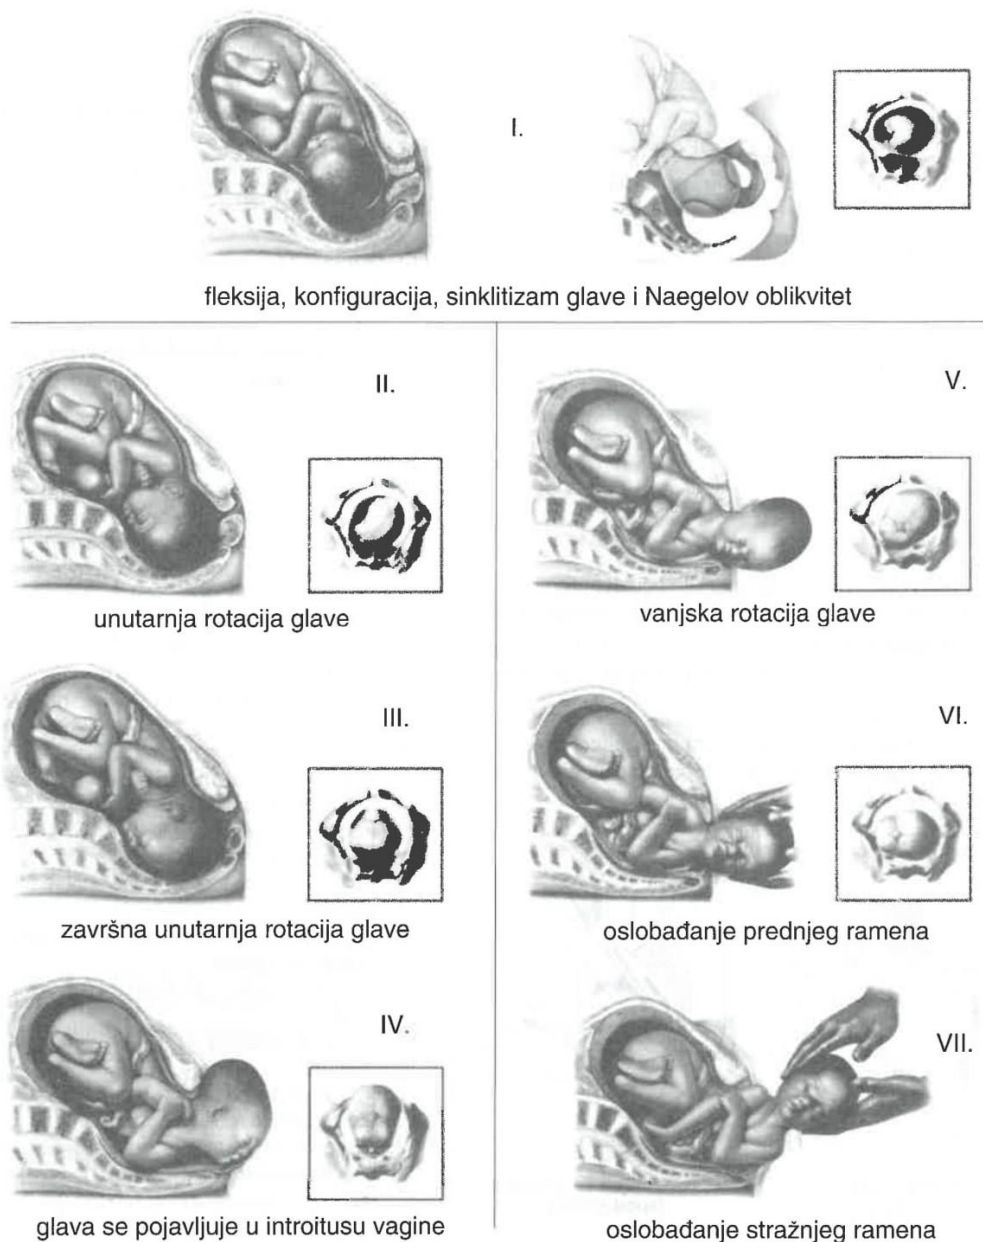 I.
fleksija, konfiguracija, sinklitizam glave i Naegelov oblikvitet
II.
unutarnja rotacija glave
III.
završna unutarnja rotacija glave
IV.
glava se pojavljuje u introitusu vagine
V.
vanjska rotacija glave
VI.
oslobađanje prednjeg ramena
VII.
oslobađanje stražnjeg ramena